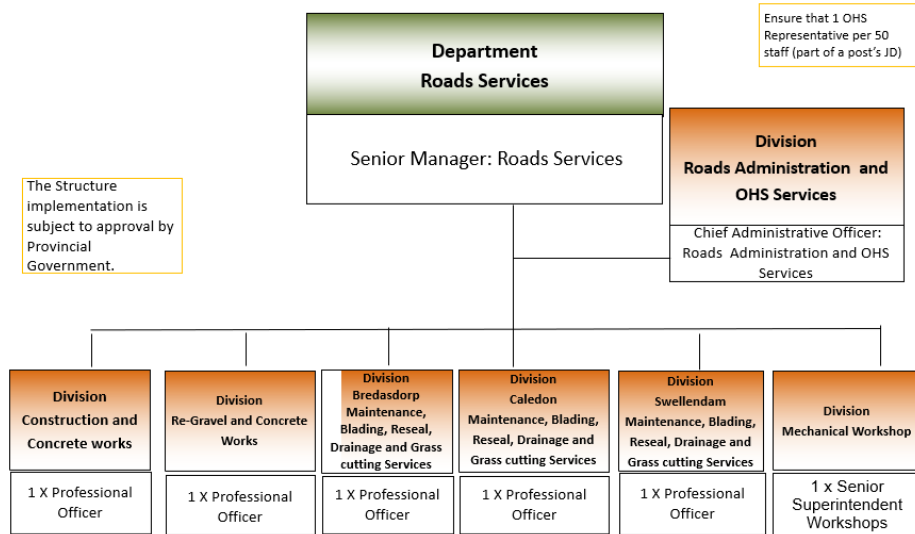 Ensure that 1 OHS
Representative per 50
staff (part of a post's JD)
Department
Roads Services
Senior Manager: Roads Services
Division
Roads Administration and
OHS Services
Chief Administrative Officer:
Roads Administration and OHS
Services
The Structure
implementation is
subject to approval by
Provincial
Government.
Division
Construction and
Concrete works
1 X Professional
Officer
Division
Re-Gravel and Concrete
Works
1 X Professional
Officer
Division
Bredasdorp
Maintenance,
Blading, Reseal,
Drainage and Grass
cutting Services
1 X Professional
Officer
Division
Caledon
Maintenance, Blading,
Reseal, Drainage and
Grass cutting Services
1 X Professional
Officer
Division
Swellendam
Maintenance, Blading,
Reseal, Drainage and
Grass cutting Services
1 X Professional
Officer
Division
Mechanical Workshop
1 x Senior
Superintendent
Workshops